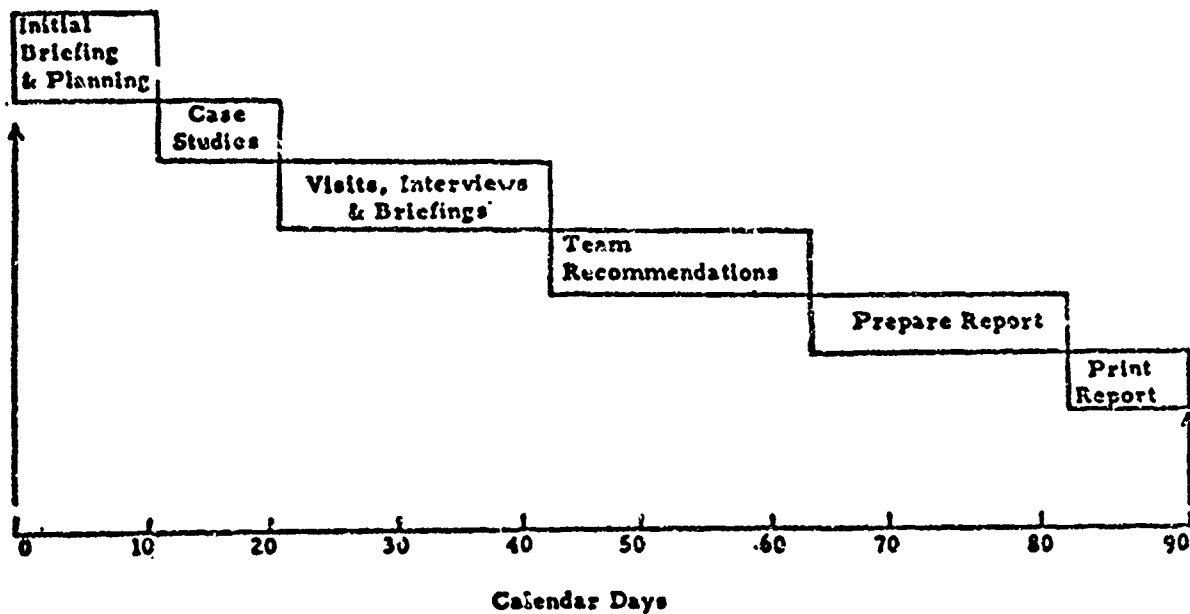 Initial
Briefing
& Planning
Case
Studies
Visits, Interviews
& Briefings
Team
Recommendations
Prepare Report
Print
Report
0 10 20 30 40 50 60 70 80 90
Calendar Days